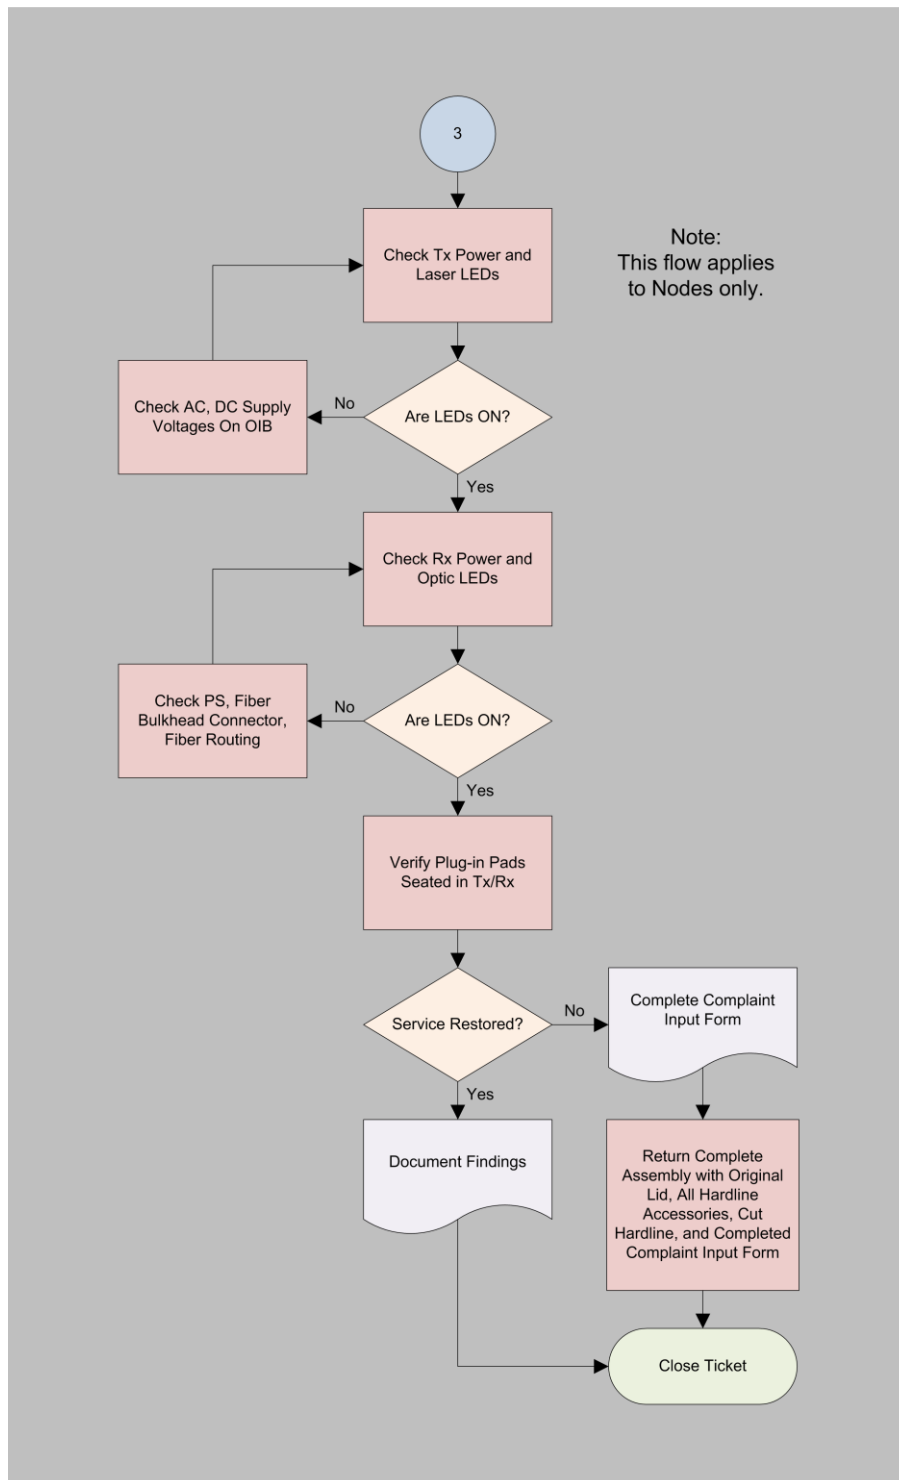 3
Check Tx Power and
Laser LEDs
Note:
This flow applies
to Nodes only.
Check AC, DC Supply
Voltages On OIB
No
Are LEDs ON?
Yes
Check Rx Power and
Optic LEDs
Check PS, Fiber
Bulkhead Connector,
Fiber Routing
No
Are LEDs ON?
Yes
Verify Plug-in Pads
Seated in Tx/Rx
Service Restored?
No
Complete Complaint
Input Form
Yes
Document Findings
Return Complete
Assembly with Original
Lid, All Hardline
Accessories, Cut
Hardline, and Completed
Complaint Input Form
Close Ticket